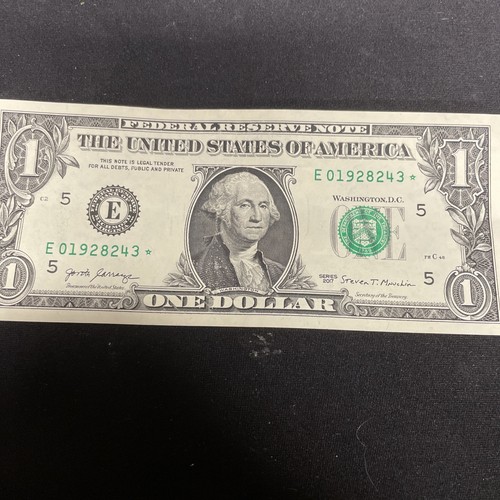 FEDERAL RESERVE NOTE
THE UNITED STATES OF AMERICA
1
1
THIS NOTE IS LEGAL TENDER
FOR ALL DEBTS, PUBLIC AND PRIVATE
E 01928243 *
C2
5
E
WASHINGTON, D.C.
5
ONE
E 01928243 *
5
SERIES
2017
Steven T. Mnuchin
Secretary of the Treasury
5
1
WASHINGTON
ONE DOLLAR
1